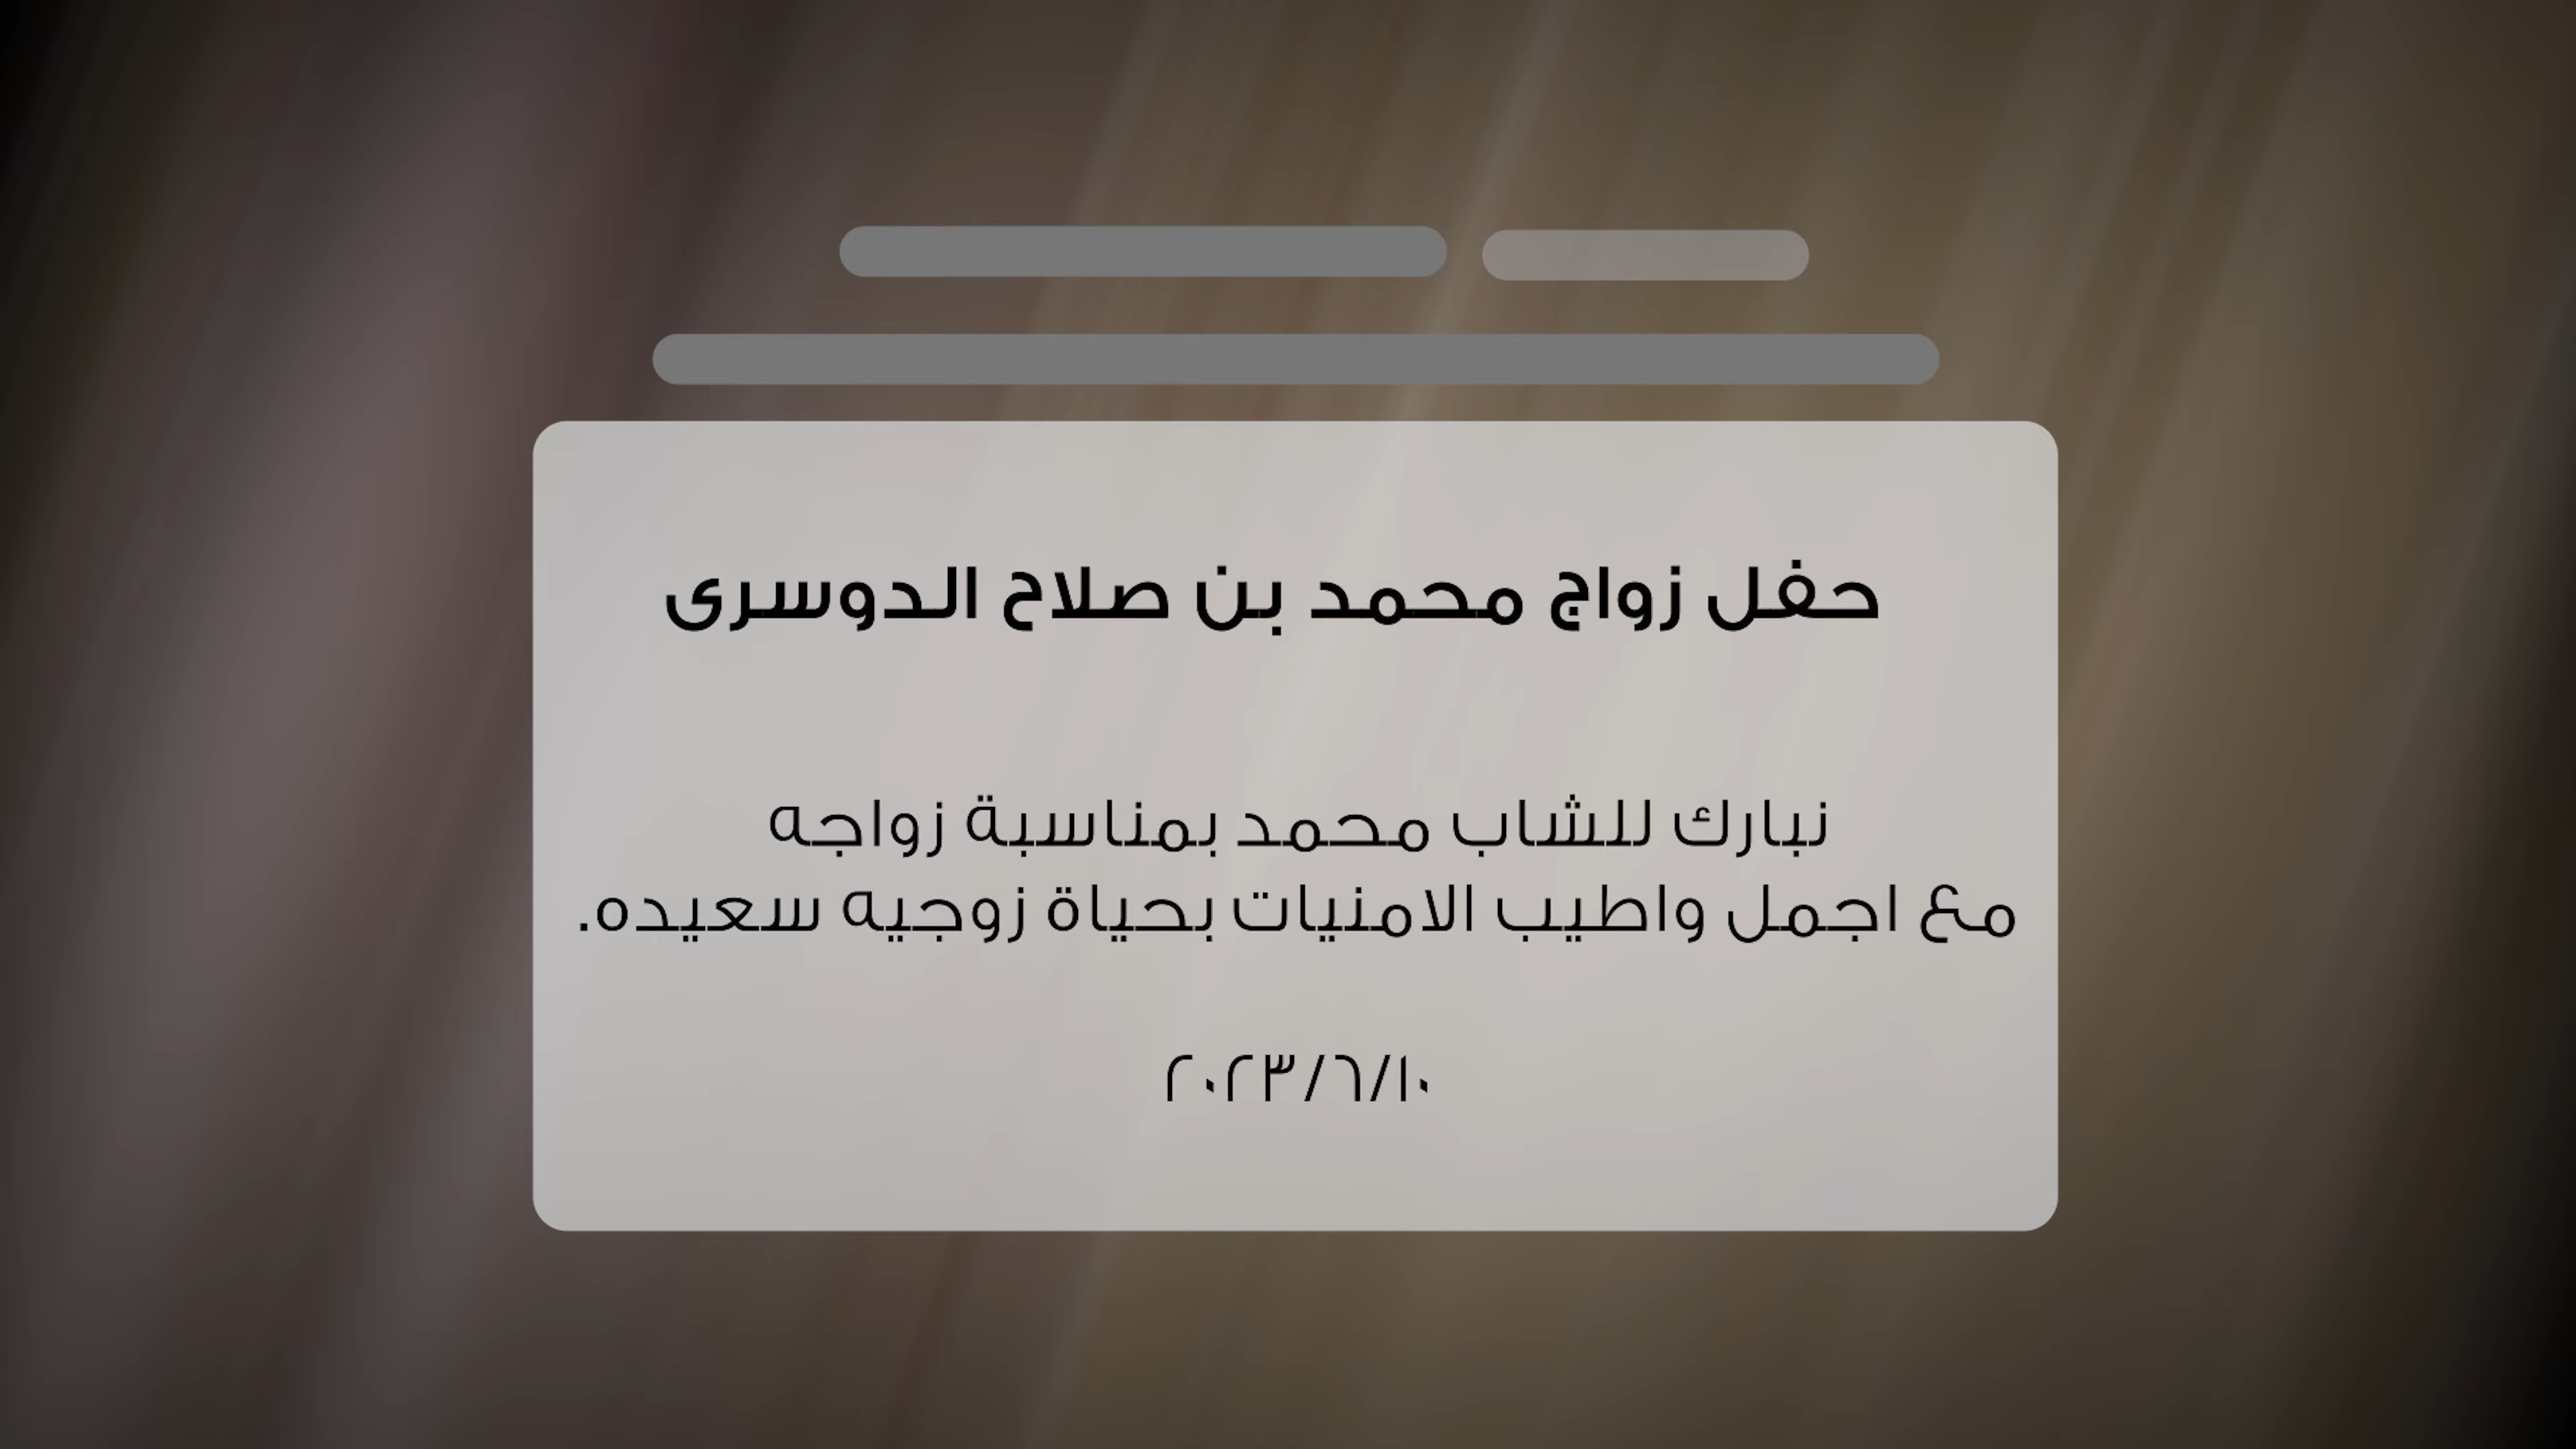 حفل زواج محمد بن صلاح الدوسرى
نبارك للشاب محمد بمناسبة زواجه
مع اجمل واطيب الامنيات بحياة زوجيه سعيده.
٢٠٢٣/٦/١٠